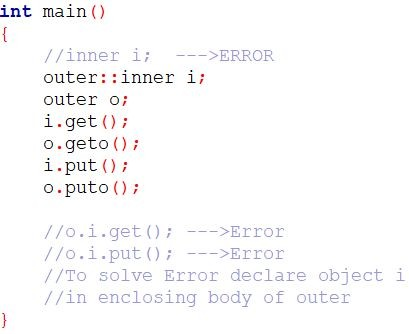 int main()
{
//inner i;  --->ERROR
outer::inner i;
outer o;
i.get();
o.geto();
i.put();
o.puto();
//o.i.get(); --->Error
//o.i.put(); --->Error
//To solve Error declare object i
//in enclosing body of outer
}